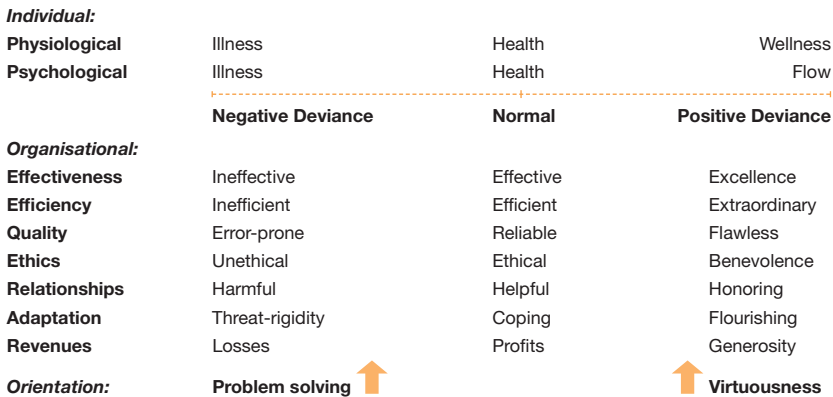 Individual:
Physiological Illness Health Wellness
Psychological Illness Health Flow
Negative Deviance Normal Positive Deviance
Organisational:
Effectiveness Ineffective Effective Excellence
Efficiency Inefficient Efficient Extraordinary
Quality Error-prone Reliable Flawless
Ethics Unethical Ethical Benevolence
Relationships Harmful Helpful Honoring
Adaptation Threat-rigidity Coping Flourishing
Revenues Losses Profits Generosity
Orientation: Problem solving Virtuousness